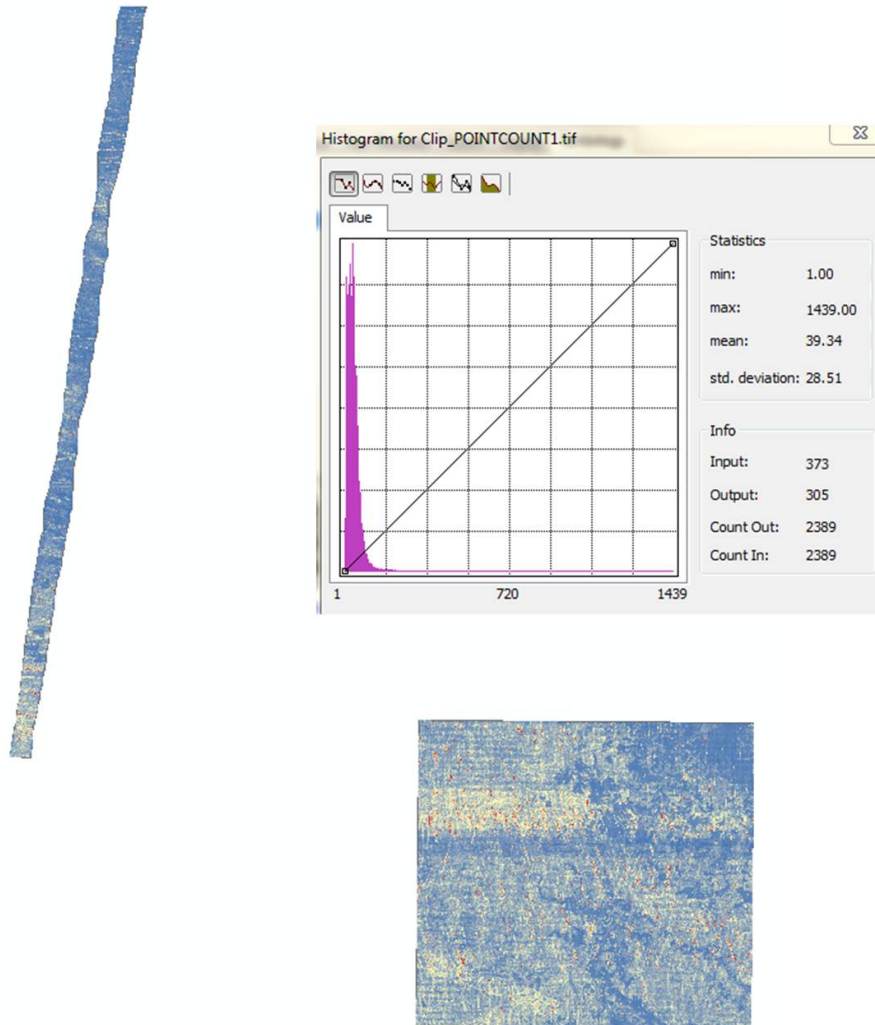 Histogram for Clip_POINTCOUNT1.tif
Value
Statistics
min: 1.00
max: 1439.00
mean: 39.34
std. deviation: 28.51
Info
Input: 373
Output: 305
Count Out: 2389
Count In: 2389
1 720 1439